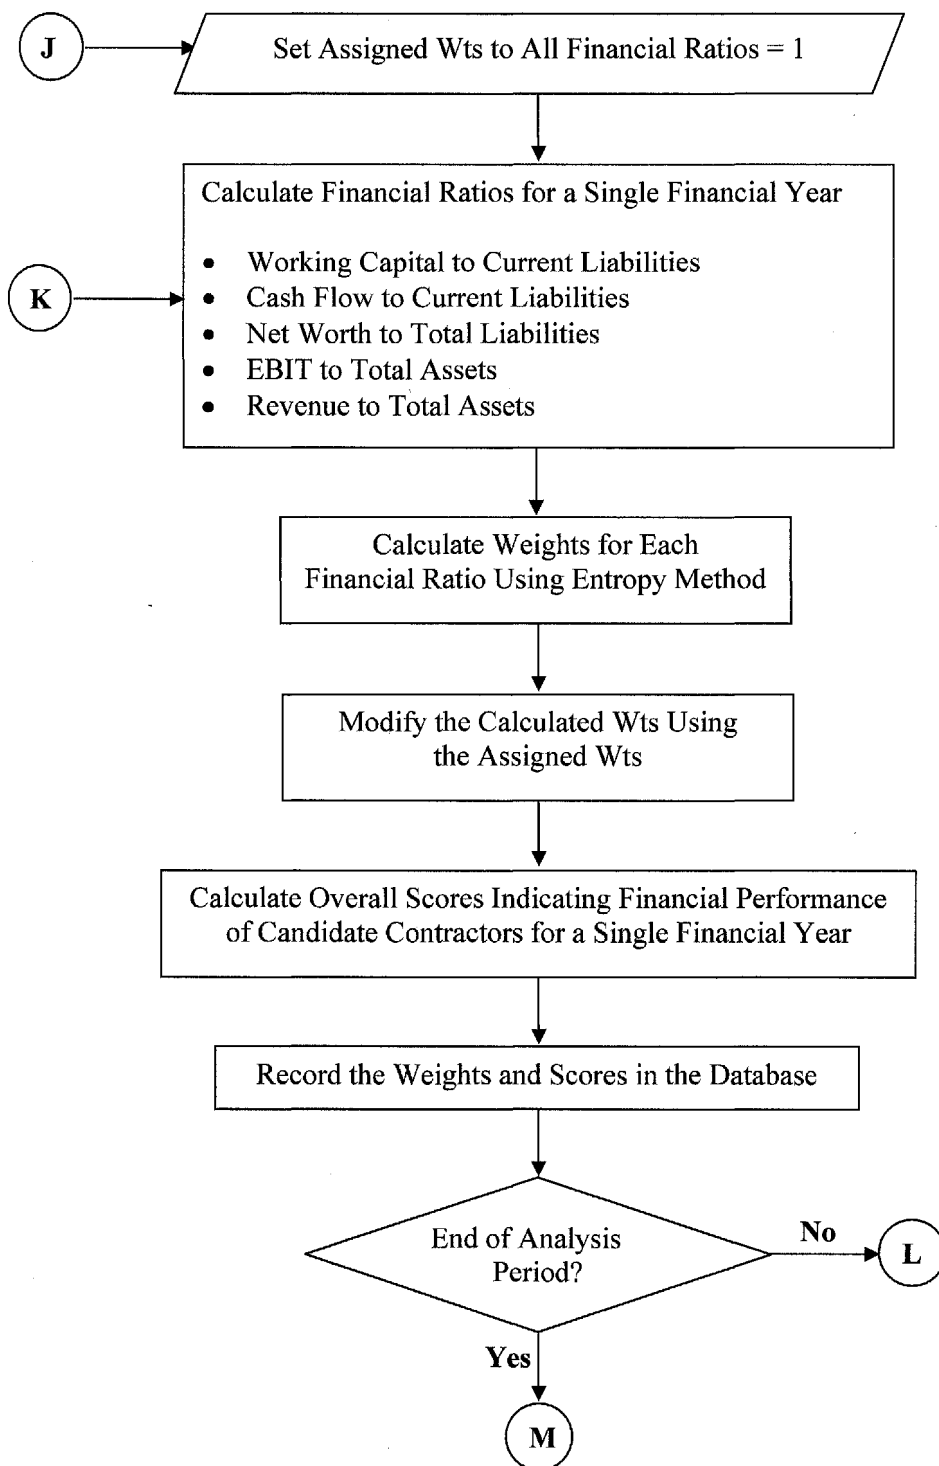 J
Set Assigned Wts to All Financial Ratios = 1
Calculate Financial Ratios for a Single Financial Year
• Working Capital to Current Liabilities
K
• Cash Flow to Current Liabilities
• Net Worth to Total Liabilities
• EBIT to Total Assets
• Revenue to Total Assets
Calculate Weights for Each
Financial Ratio Using Entropy Method
Modify the Calculated Wts Using
the Assigned Wts
Calculate Overall Scores Indicating Financial Performance
of Candidate Contractors for a Single Financial Year
Record the Weights and Scores in the Database
End of Analysis
Period?
No
L
Yes
M